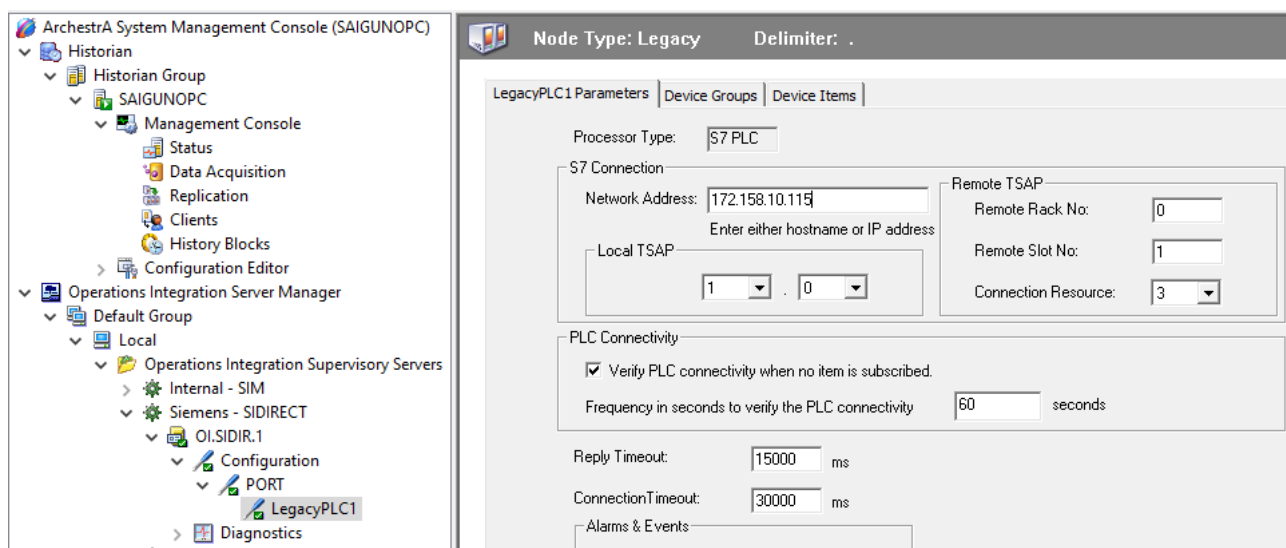 ArchestrA System Management Console (SAIGUNOPC)
Historian
Historian Group
SAIGUNOPC
Management Console
Status
Data Acquisition
Replication
Clients
History Blocks
Configuration Editor
Operations Integration Server Manager
Default Group
Local
Operations Integration Supervisory Servers
Internal - SIM
Siemens - SIDIRECT
OI.SIDIR.1
Configuration
PORT
LegacyPLC1
Diagnostics
Node Type: Legacy Delimiter: .
LegacyPLC1 Parameters Device Groups Device Items
Processor Type: S7 PLC
S7 Connection
Network Address: 172.158.10.115
Enter either hostname or IP address
Local TSAP
1 . 0
Remote TSAP
Remote Rack No: 0
Remote Slot No: 1
Connection Resource: 3
PLC Connectivity
Verify PLC connectivity when no item is subscribed.
Frequency in seconds to verify the PLC connectivity 60 seconds
Reply Timeout: 15000 ms
ConnectionTimeout: 30000 ms
Alarms & Events